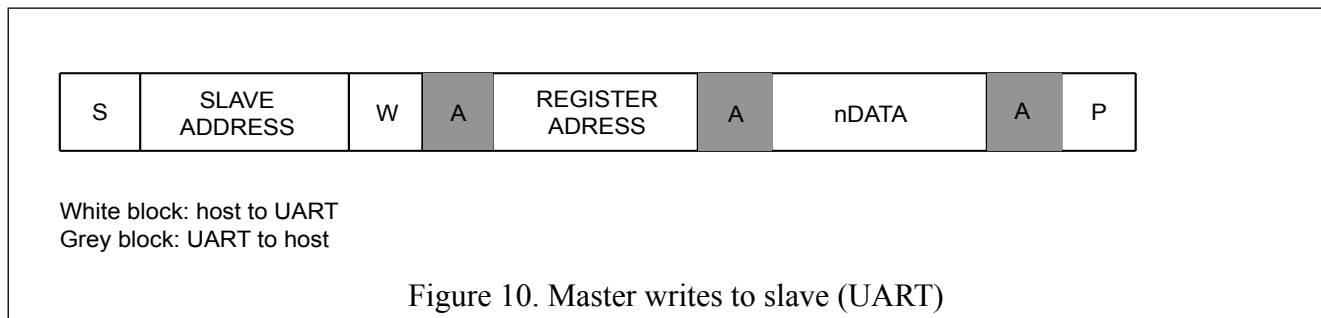 S
SLAVE
ADDRESS
W
A
REGISTER
ADRESS
A
nDATA
A
P
White block: host to UART
Grey block: UART to host
Figure 10. Master writes to slave (UART)